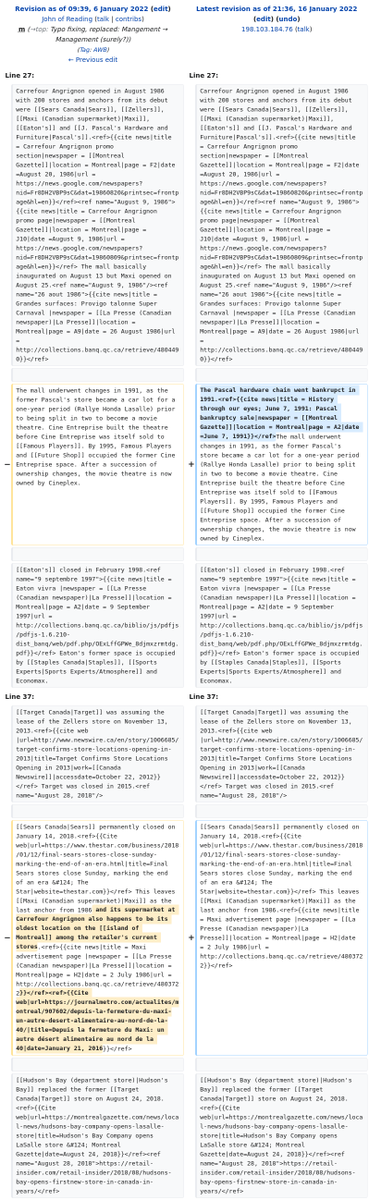 Revision as of 09:39, 6 January 2022 (edit)
John of Reading (talk | contribs)
m (→top: Typo fixing, replaced: Mangement →
Management (surely?))
(Tag: AWB)
← Previous edit
Latest revision as of 21:36, 16 January 2022
(edit) (undo)
198.103.184.76 (talk)
Line 27:
Line 27:
Carrefour Angrignon opened in August 1986
with 200 stores and anchors from its debut
were [[Sears Canada|Sears]], [[Zellers]],
[[Maxi (Canadian supermarket)|Maxi]],
[[Eaton's]] and [[J. Pascal's Hardware and
Furniture|Pascal's]].<ref>{{cite news|title
= Carrefour Angrignon promo
section|newspaper = [[Montreal
Gazette]]|location = Montreal|page = F2|date
=August 20, 1986|url =
https://news.google.com/newspapers?
nid=Fr8DH2VBP9sC&dat=19860820&printsec=frontp
age&hl=en}}</ref><ref name="August 9, 1986">
{{cite news|title = Carrefour Angrignon
promo page|newspaper = [[Montreal
Gazette]]|location = Montreal|page =
J10|date =August 9, 1986|url =
https://news.google.com/newspapers?
nid=Fr8DH2VBP9sC&dat=19860809&printsec=frontp
age&hl=en}}</ref> The mall basically
inaugurated on August 13 but Maxi opened on
August 25.<ref name="August 9, 1986"/><ref
name="26 aout 1986">{{cite news|title =
Grandes surfaces: Provigo talonne Super
Carnaval |newspaper = [[La Presse (Canadian
newspaper)|La Presse]]|location =
Montreal|page = A9|date = 26 August 1986|url
=
http://collections.banq.qc.ca/retrieve/400449
0}}</ref>
Carrefour Angrignon opened in August 1986
with 200 stores and anchors from its debut
were [[Sears Canada|Sears]], [[Zellers]],
[[Maxi (Canadian supermarket)|Maxi]],
[[Eaton's]] and [[J. Pascal's Hardware and
Furniture|Pascal's]].<ref>{{cite news|title
= Carrefour Angrignon promo
section|newspaper = [[Montreal
Gazette]]|location = Montreal|page = F2|date
=August 20, 1986|url =
https://news.google.com/newspapers?
nid=Fr8DH2VBP9sC&dat=19860820&printsec=frontp
age&hl=en}}</ref><ref name="August 9, 1986">
{{cite news|title = Carrefour Angrignon
promo page|newspaper = [[Montreal
Gazette]]|location = Montreal|page =
J10|date =August 9, 1986|url =
https://news.google.com/newspapers?
nid=Fr8DH2VBP9sC&dat=19860809&printsec=frontp
age&hl=en}}</ref> The mall basically
inaugurated on August 13 but Maxi opened on
August 25.<ref name="August 9, 1986"/><ref
name="26 aout 1986">{{cite news|title =
Grandes surfaces: Provigo talonne Super
Carnaval |newspaper = [[La Presse (Canadian
newspaper)|La Presse]]|location =
Montreal|page = A9|date = 26 August 1986|url
=
http://collections.banq.qc.ca/retrieve/400449
0}}</ref>
−
The mall underwent changes in 1991, as the
former Pascal's store became a car lot for a
one-year period (Rallye Honda Lasalle) prior
to being split in two to become a movie
theatre. Cine Entreprise built the theatre
before Cine Entreprise was itself sold to
[[Famous Players]]. By 1995, Famous Players
and [[Future Shop]] occupied the former Cine
Entreprise space. After a succession of
ownership changes, the movie theatre is now
owned by Cineplex.
+
The Pascal hardware chain went bankrupt in
1991.<ref>{{cite news|title = History
through our eyes: June 7, 1991: Pascal
bankruptcy sale|newspaper = [[Montreal
Gazette]]|location = Montreal|page = A2|date
=June 7, 1991}}</ref>The mall underwent
changes in 1991, as the former Pascal's
store became a car lot for a one-year period
(Rallye Honda Lasalle) prior to being split
in two to become a movie theatre. Cine
Entreprise built the theatre before Cine
Entreprise was itself sold to [[Famous
Players]]. By 1995, Famous Players and
[[Future Shop]] occupied the former Cine
Entreprise space. After a succession of
ownership changes, the movie theatre is now
owned by Cineplex.
[[Eaton's]] closed in February 1998.<ref
name="9 septembre 1997">{{cite news|title =
Eaton vivra |newspaper = [[La Presse
(Canadian newspaper)|La Presse]]|location =
Montreal|page = A2|date = 9 September
1997|url =
http://collections.banq.qc.ca/biblio/js/pdfjs
/pdfjs-1.6.210-
dist_banq/web/pdf.php/OExLffGPWe_8djmxzrmtdg.
pdf}}</ref> Eaton's former space is occupied
by [[Staples Canada|Staples]], [[Sports
Experts|Sports Experts/Atmosphere]] and
Economax.
[[Eaton's]] closed in February 1998.<ref
name="9 septembre 1997">{{cite news|title =
Eaton vivra |newspaper = [[La Presse
(Canadian newspaper)|La Presse]]|location =
Montreal|page = A2|date = 9 September
1997|url =
http://collections.banq.qc.ca/biblio/js/pdfjs
/pdfjs-1.6.210-
dist_banq/web/pdf.php/OExLffGPWe_8djmxzrmtdg.
pdf}}</ref> Eaton's former space is occupied
by [[Staples Canada|Staples]], [[Sports
Experts|Sports Experts/Atmosphere]] and
Economax.
Line 37:
Line 37:
[[Target Canada|Target]] was assuming the
lease of the Zellers store on November 13,
2013.<ref>{{cite web
|url=http://www.newswire.ca/en/story/1006685/
target-confirms-store-locations-opening-in-
2013|title=Target Confirms Store Locations
Opening in 2013|work=[[Canada
Newswire]]|accessdate=October 22, 2012}}
</ref> Target was closed in 2015.<ref
name="August 28, 2018"/>
[[Target Canada|Target]] was assuming the
lease of the Zellers store on November 13,
2013.<ref>{{cite web
|url=http://www.newswire.ca/en/story/1006685/
target-confirms-store-locations-opening-in-
2013|title=Target Confirms Store Locations
Opening in 2013|work=[[Canada
Newswire]]|accessdate=October 22, 2012}}
</ref> Target was closed in 2015.<ref
name="August 28, 2018"/>
−
[[Sears Canada|Sears]] permanently closed on
January 14, 2018.<ref>{{Cite
web|url=https://www.thestar.com/business/2018
/01/12/final-sears-stores-close-sunday-
marking-the-end-of-an-era.html|title=Final
Sears stores close Sunday, marking the end
of an era &#124; The
Star|website=thestar.com}}</ref> This leaves
[[Maxi (Canadian supermarket)|Maxi]] as the
last anchor from 1986 and its supermarket at
Carrefour Angrignon also happens to be its
oldest location on the [[island of
Montreal]] among the retailer's current
stores.<ref>{{cite news|title = Maxi
advertisement page |newspaper = [[La Presse
(Canadian newspaper)|La Presse]]|location =
Montreal|page = H2|date = 2 July 1986|url =
http://collections.banq.qc.ca/retrieve/480372
2}}</ref><ref>{{Cite
web|url=https://journalmetro.com/actualites/m
ontreal/907602/depuis-la-fermeture-du-maxi-
un-autre-desert-alimentaire-au-nord-de-la-
40/|title=Depuis la fermeture du Maxi: un
autre désert alimentaire au nord de la
40|date=January 21, 2016}}</ref>
+
[[Sears Canada|Sears]] permanently closed on
January 14, 2018.<ref>{{Cite
web|url=https://www.thestar.com/business/2018
/01/12/final-sears-stores-close-sunday-
marking-the-end-of-an-era.html|title=Final
Sears stores close Sunday, marking the end
of an era &#124; The
Star|website=thestar.com}}</ref> This leaves
[[Maxi (Canadian supermarket)|Maxi]] as the
last anchor from 1986.<ref>{{cite news|title
= Maxi advertisement page |newspaper = [[La
Presse (Canadian newspaper)|La
Presse]]|location = Montreal|page = H2|date
= 2 July 1986|url =
http://collections.banq.qc.ca/retrieve/480372
2}}</ref>
[[Hudson's Bay (department store)|Hudson's
Bay]] replaced the former [[Target
Canada|Target]] store on August 24, 2018.
<ref>{{Cite
web|url=https://montrealgazette.com/news/loca
l-news/hudsons-bay-company-opens-lasalle-
store|title=Hudson's Bay Company opens
LaSalle store &#124; Montreal
Gazette|date=August 24, 2018}}</ref><ref
name="August 28, 2018">https://retail-
insider.com/retail-insider/2018/08/hudsons-
bay-opens-firstnew-store-in-canada-in-
years/</ref>
[[Hudson's Bay (department store)|Hudson's
Bay]] replaced the former [[Target
Canada|Target]] store on August 24, 2018.
<ref>{{Cite
web|url=https://montrealgazette.com/news/loca
l-news/hudsons-bay-company-opens-lasalle-
store|title=Hudson's Bay Company opens
LaSalle store &#124; Montreal
Gazette|date=August 24, 2018}}</ref><ref
name="August 28, 2018">https://retail-
insider.com/retail-insider/2018/08/hudsons-
bay-opens-firstnew-store-in-canada-in-
years/</ref>